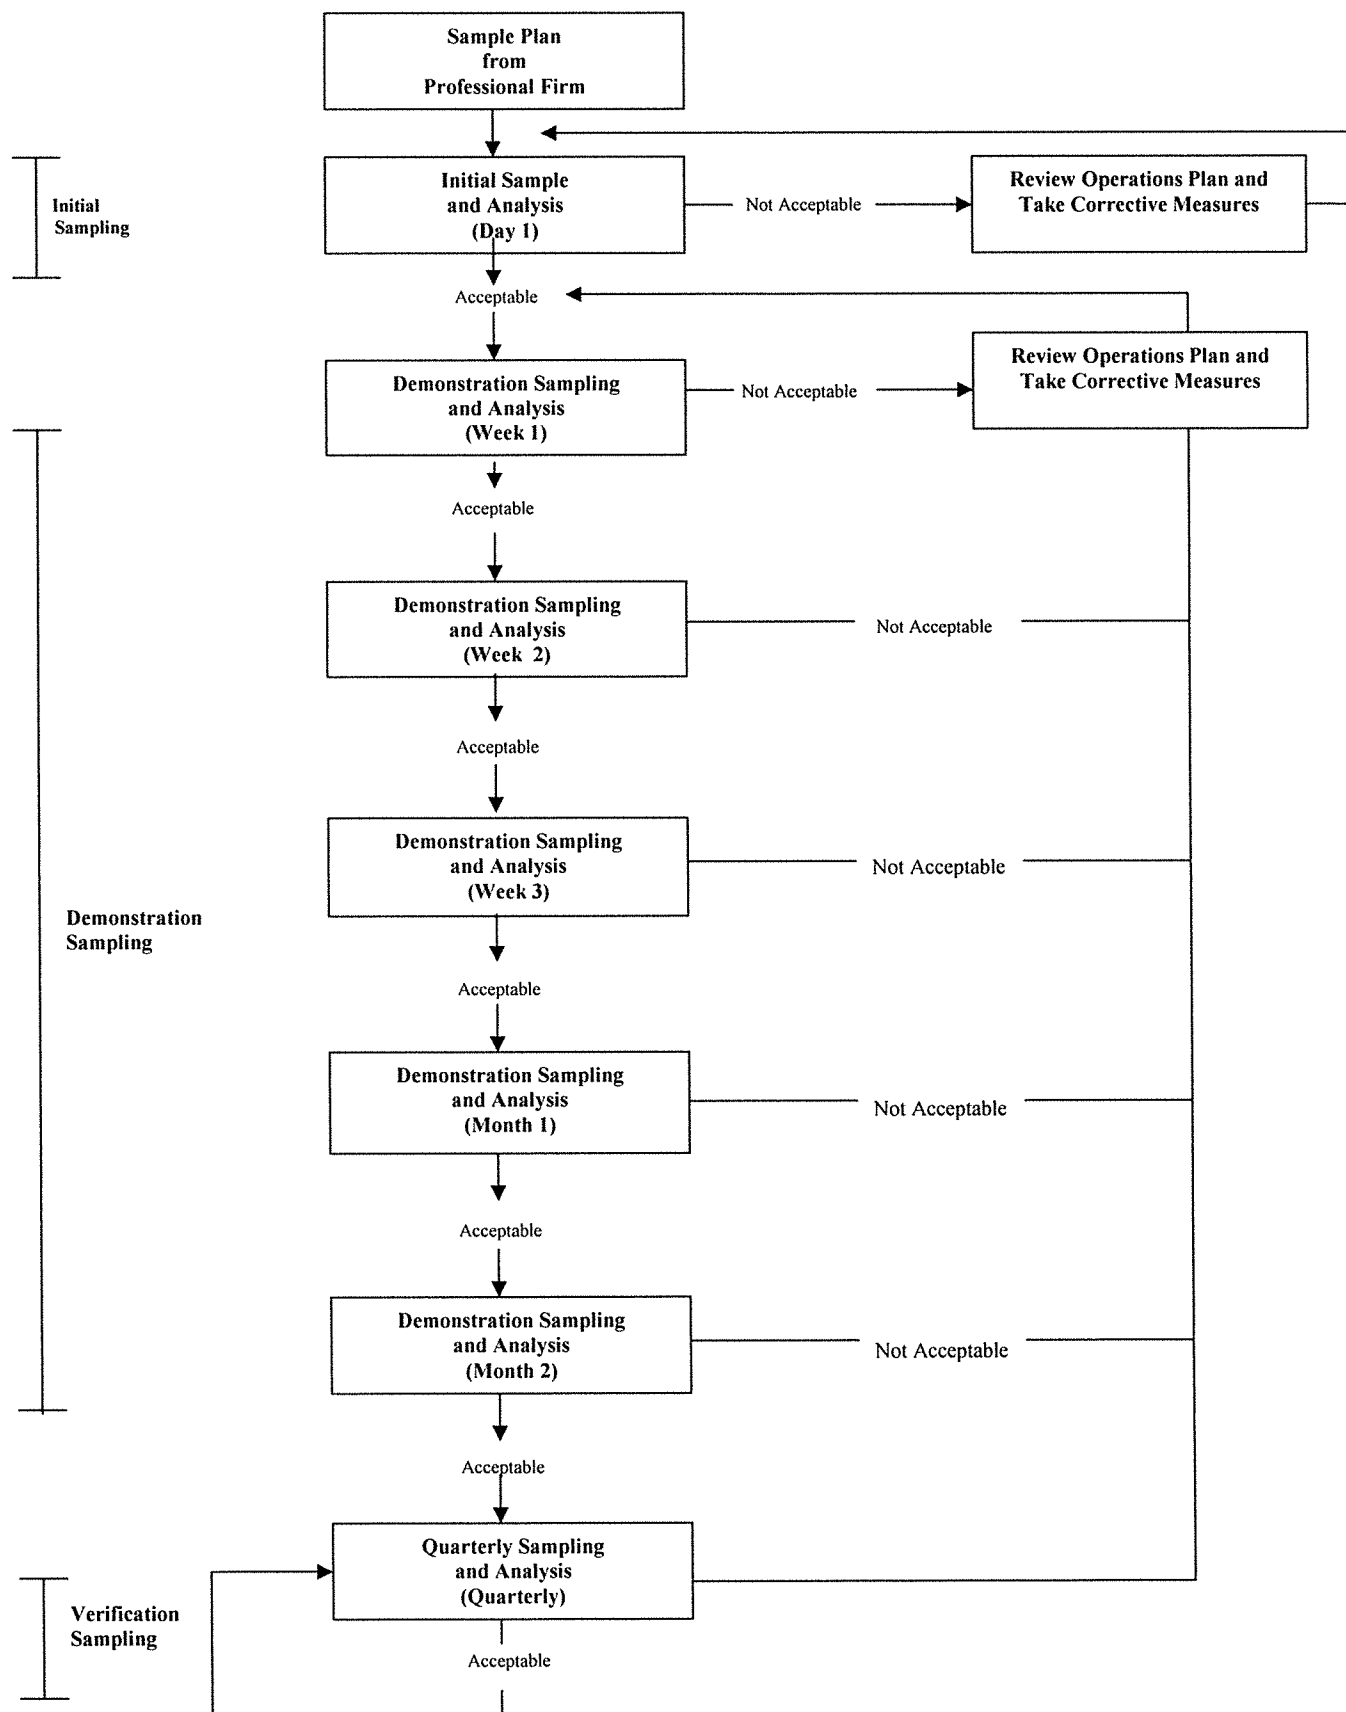 Sample Plan
from
Professional Firm
Initial
Sampling
Initial Sample
and Analysis
(Day 1)
Not Acceptable
Review Operations Plan and
Take Corrective Measures
Acceptable
Demonstration Sampling
and Analysis
(Week 1)
Not Acceptable
Review Operations Plan and
Take Corrective Measures
Acceptable
Demonstration Sampling
and Analysis
(Week 2)
Not Acceptable
Acceptable
Demonstration Sampling
and Analysis
(Week 3)
Not Acceptable
Demonstration
Sampling
Acceptable
Demonstration Sampling
and Analysis
(Month 1)
Not Acceptable
Acceptable
Demonstration Sampling
and Analysis
(Month 2)
Not Acceptable
Acceptable
Quarterly Sampling
and Analysis
(Quarterly)
Verification
Sampling
Acceptable